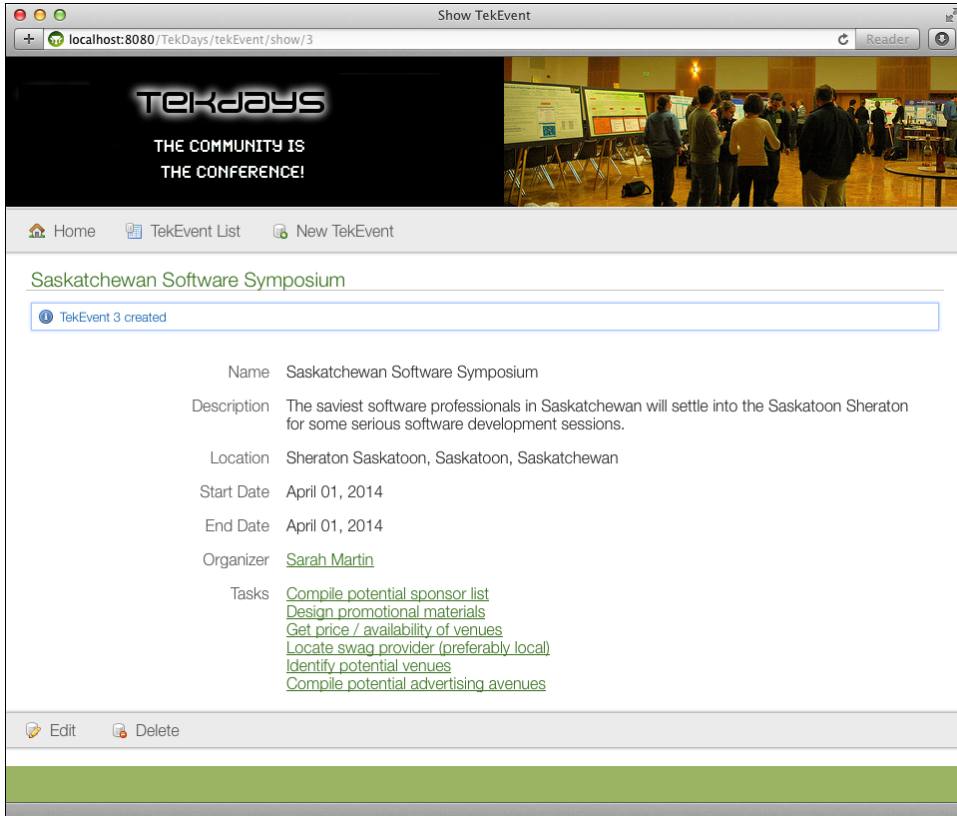 Show TekEvent
localhost:8080/TekDays/tekEvent/show/3
Reader
TEKDAYS
THE COMMUNITY IS
THE CONFERENCE!
Home TekEvent List New TekEvent
Saskatchewan Software Symposium
TekEvent 3 created
Name Saskatchewan Software Symposium
Description The saviest software professionals in Saskatchewan will settle into the Saskatoon Sheraton
for some serious software development sessions.
Location Sheraton Saskatoon, Saskatoon, Saskatchewan
Start Date April 01, 2014
End Date April 01, 2014
Organizer Sarah Martin
Tasks Compile potential sponsor list
Design promotional materials
Get price / availability of venues
Locate swag provider (preferably local)
Identify potential venues
Compile potential advertising avenues
Edit Delete